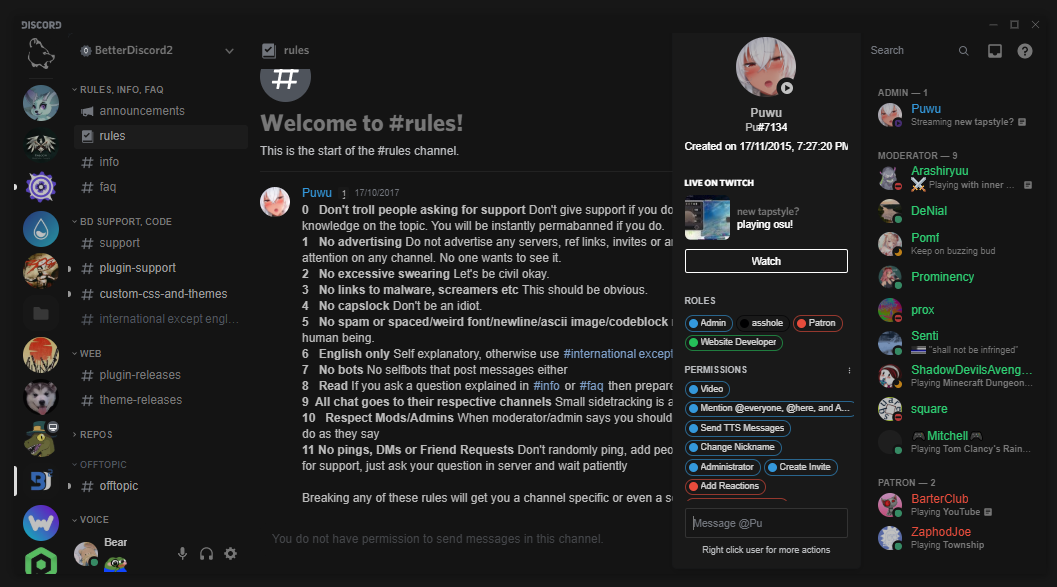 DISCORD
BetterDiscord2
RULES, INFO, FAQ
announcements
rules
info
faq
BD SUPPORT, CODE
support
plugin-support
custom-css-and-themes
international except engl…
WEB
plugin-releases
theme-releases
REPOS
OFFTOPIC
offtopic
VOICE
Bear
rules
#
Welcome to #rules!
This is the start of the #rules channel.
Puwu 17/10/2017
0 Don't troll people asking for support Don't give support if you do
knowledge on the topic. You will be instantly permabanned if you do.
1 No advertising Do not advertise any servers, ref links, invites or
attention on any channel. No one wants to see it.
2 No excessive swearing Let's be civil okay.
3 No links to malware, screamers etc This should be obvious.
4 No capslock Don't be an idiot.
5 No spam or spaced/weird font/newline/ascii image/codeblock
human being.
6 English only Self explanatory, otherwise use #international except
7 No bots No selfbots that post messages either
8 Read If you ask a question explained in #info or #faq then prepare
9 All chat goes to their respective channels Small sidetracking is
10 Respect Mods/Admins When moderator/admin says you should
do as they say
11 No pings, DMs or Friend Requests Don't randomly ping, add
for support, just ask your question in server and wait patiently
Breaking any of these rules will get you a channel specific or even a
You do not have permission to send messages in this channel.
Puwu
Pu#7134
Created on 17/11/2015, 7:27:20 PM
LIVE ON TWITCH
new tapstyle?
playing osu!
Watch
ROLES
Admin
asshole
Patron
Website Developer
PERMISSIONS
Video
Mention @everyone, @here, and A...
Send TTS Messages
Change Nickname
Administrator
Create Invite
Add Reactions
Message @Pu
Right click user for more actions
Search
ADMIN — 1
Puwu
Streaming new tapstyle?
MODERATOR — 9
Arashiryuu
Playing with inner ...
DeNial
Pomf
Keep on buzzing bud
Prominency
prox
Senti
"shall not be infringed"
ShadowDevilsAveng...
Playing Minecraft Dungeon...
square
Mitchell
Playing Tom Clancy's Rain...
PATRON — 2
BarterClub
Playing YouTube
ZaphodJoe
Playing Township